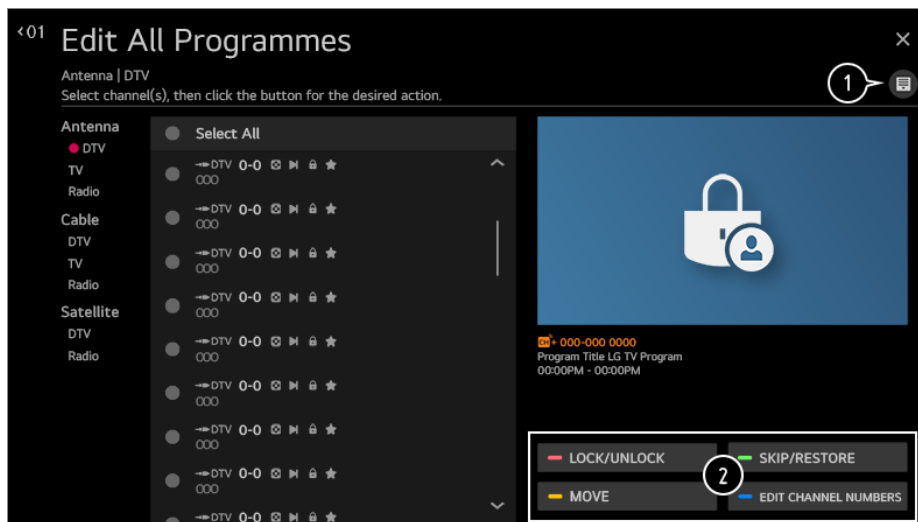 <01
Edit All Programmes
Antenna | DTV
Select channel(s), then click the button for the desired action.
1
Antenna
DTV
TV
Radio
Cable
DTV
TV
Radio
Satellite
DTV
Radio
Select All
DTV 0-0
000
DTV 0-0
000
DTV 0-0
000
DTV 0-0
000
DTV 0-0
000
DTV 0-0
000
DTV 0-0
000
DTV 0-0
000
DTV 0-0
CH+ 000-000 0000
Program Title LG TV Program
00:00PM - 00:00PM
LOCK/UNLOCK
SKIP/RESTORE
2
MOVE
EDIT CHANNEL NUMBERS